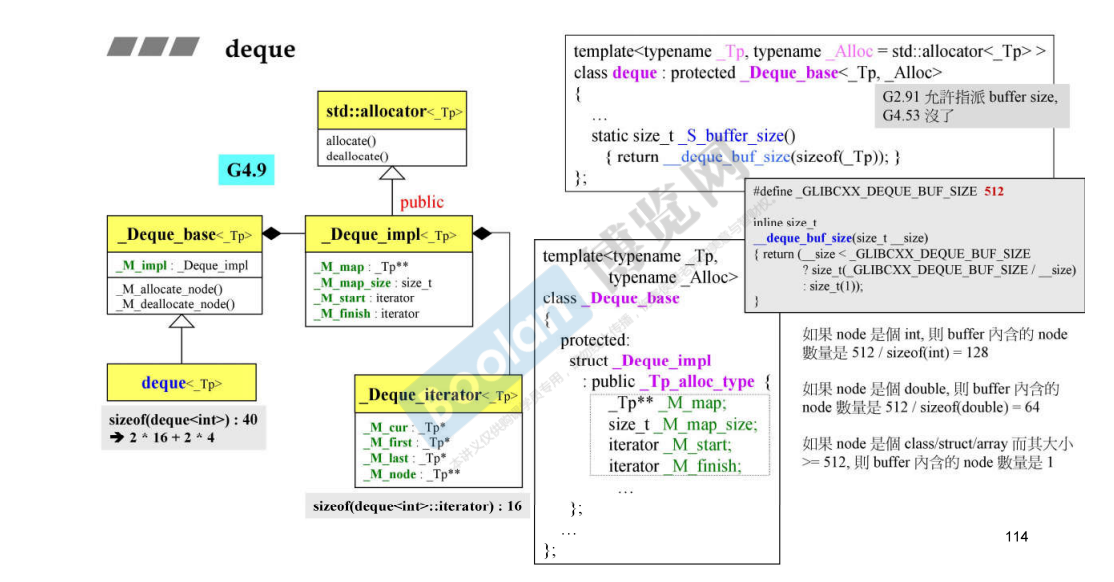 deque
std::allocator<_Tp>
allocate()
deallocate()
G4.9
public
_Deque_base<_Tp>
_M_impl : _Deque_impl
_M_allocate_node()
_M_deallocate_node()
_Deque_impl<_Tp>
_M_map : _Tp**
_M_map_size : size_t
_M_start : iterator
_M_finish : iterator
deque<_Tp>
sizeof(deque<int>) : 40
➔ 2 * 16 + 2 * 4
_Deque_iterator<_Tp>
_M_cur : _Tp*
_M_first : _Tp*
_M_last : _Tp*
_M_node : _Tp**
sizeof(deque<int>::iterator) : 16
template<typename _Tp, typename _Alloc = std::allocator<_Tp> >
class deque : protected _Deque_base<_Tp, _Alloc>
{
…
static size_t _S_buffer_size()
{ return __deque_buf_size(sizeof(_Tp)); }
};
G2.91 允許指派 buffer size,
G4.53 沒了
#define _GLIBCXX_DEQUE_BUF_SIZE 512
inline size_t
__deque_buf_size(size_t __size)
{ return (__size < _GLIBCXX_DEQUE_BUF_SIZE
? size_t(_GLIBCXX_DEQUE_BUF_SIZE / __size)
: size_t(1));
}
template<typename _Tp,
typename _Alloc>
class _Deque_base
{
protected:
struct _Deque_impl
: public _Tp_alloc_type {
_Tp** _M_map;
size_t _M_map_size;
iterator _M_start;
iterator _M_finish;
…
};
…
};
如果 node 是個 int, 則 buffer 內含的 node
數量是 512 / sizeof(int) = 128
如果 node 是個 double, 則 buffer 內含的
node 數量是 512 / sizeof(double) = 64
如果 node 是個 class/struct/array 而其大小
>= 512, 則 buffer 內含的 node 數量是 1
boolan
博览网
114